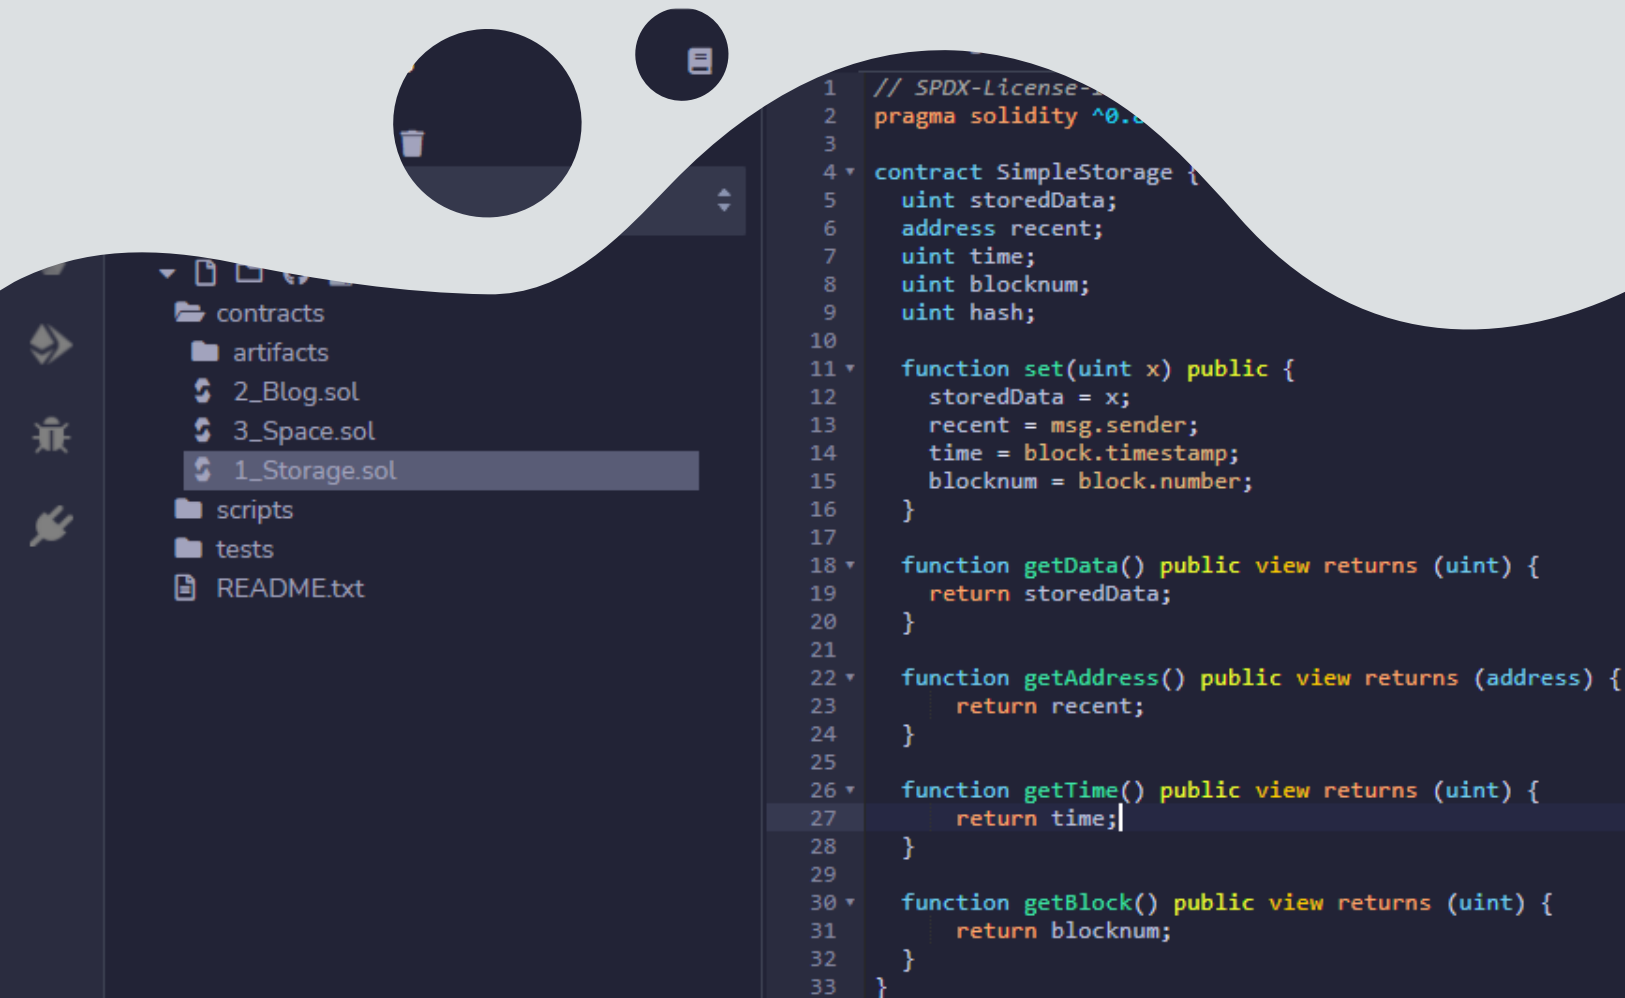 contracts
artifacts
2_Blog.sol
3_Space.sol
1_Storage.sol
scripts
tests
README.txt
1 // SPDX-License-
2 pragma solidity ^0.
3
4 contract SimpleStorage {
5 uint storedData;
6 address recent;
7 uint time;
8 uint blocknum;
9 uint hash;
10
11 function set(uint x) public {
12 storedData = x;
13 recent = msg.sender;
14 time = block.timestamp;
15 blocknum = block.number;
16 }
17
18 function getData() public view returns (uint) {
19 return storedData;
20 }
21
22 function getAddress() public view returns (address) {
23 return recent;
24 }
25
26 function getTime() public view returns (uint) {
27 return time;
28 }
29
30 function getBlock() public view returns (uint) {
31 return blocknum;
32 }
33 }